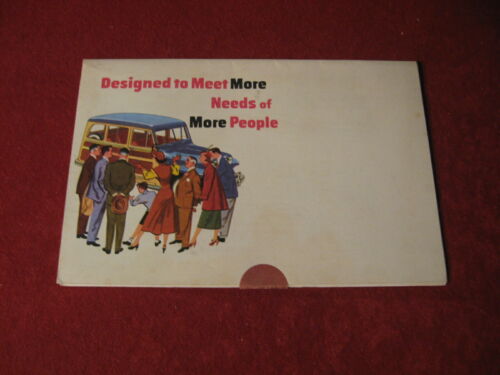 Designed to Meet More
Needs of
More People